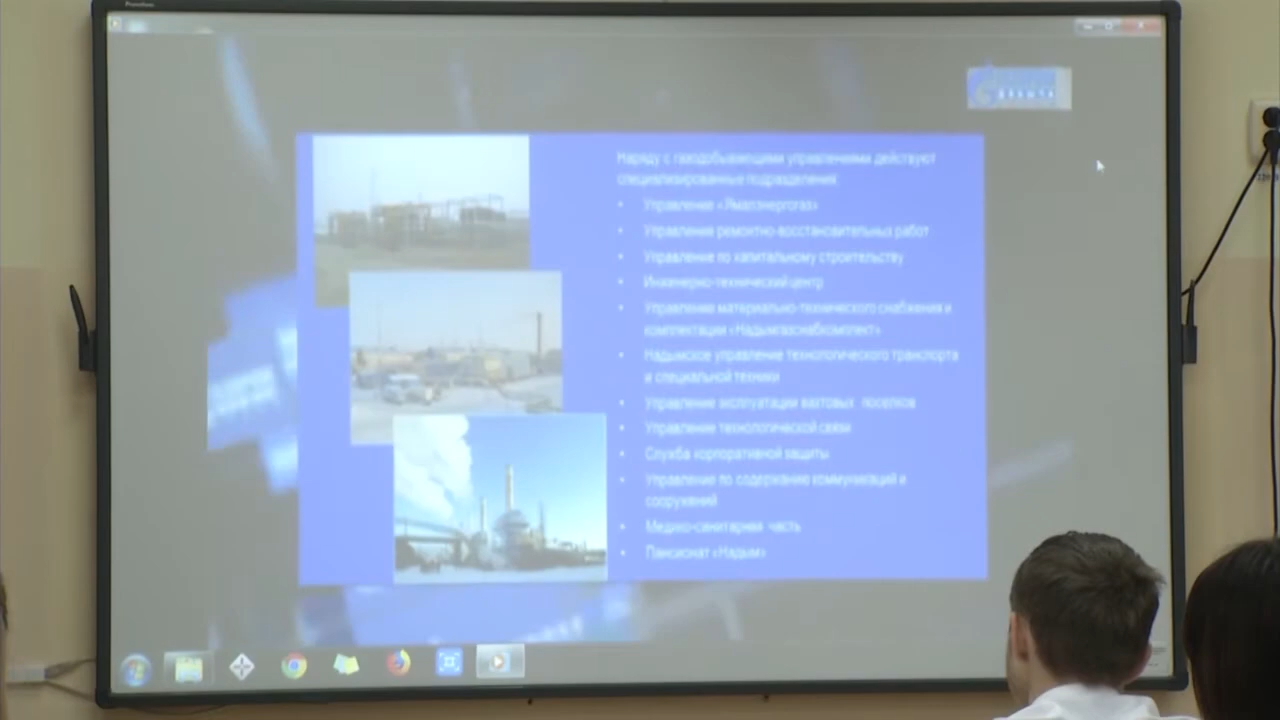 Наряду с газодобывающими управлениями действуют
специализированные подразделения
• Управление «Ямалэнергогаз»
• Управление ремонтно-восстановительных работ
• Управление по капитальному строительству
• Инженерно-технический центр
• Управление материально-технического снабжения и
комплектации «Надымгазснабкомплект»
• Надымское управление технологического транспорта
и специальной техники
• Управление эксплуатации вахтовых поселков
• Управление технологической связи
• Служба корпоративной защиты
• Управление по содержанию коммуникаций и
сооружений
• Медико-санитарная часть
• Пансионат «Надым»